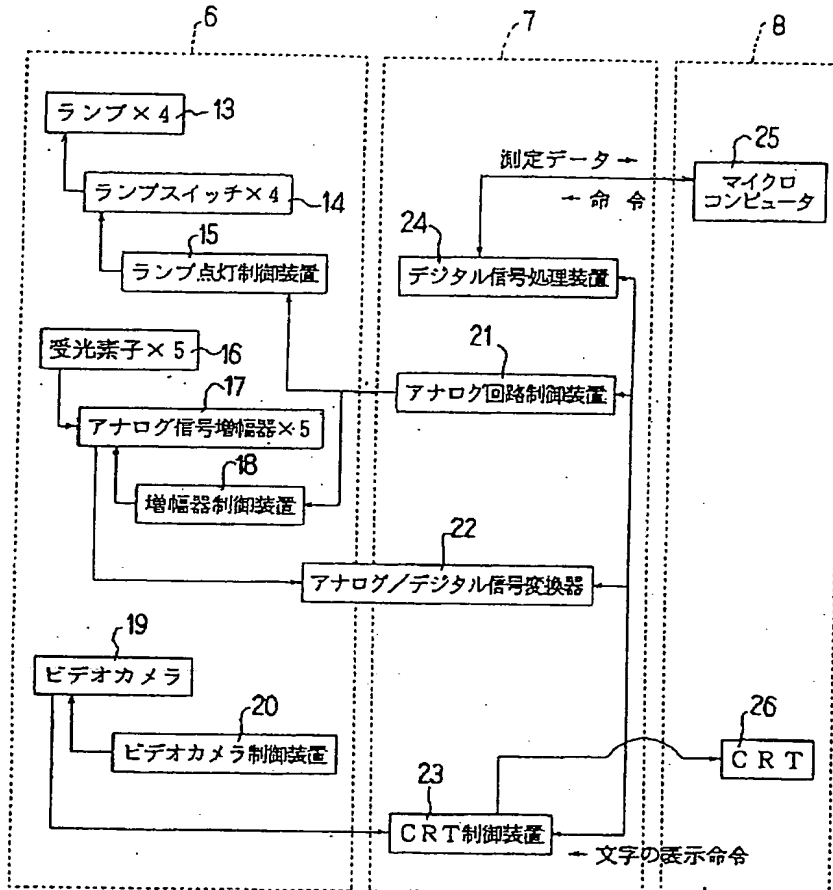 6
7
8
ランプ×4
13
ランプスイッチ×4
14
15
ランプ点灯制御装置
受光素子×5
16
17
アナログ信号増幅器×5
18
増幅器制御装置
19
ビデオカメラ
20
ビデオカメラ制御装置
測定データ→
←命令
24
デジタル信号処理装置
21
アナログ回路制御装置
22
アナログ/デジタル信号変換器
23
CRT制御装置
←文字の表示命令
25
マイクロ
コンピュータ
26
CRT